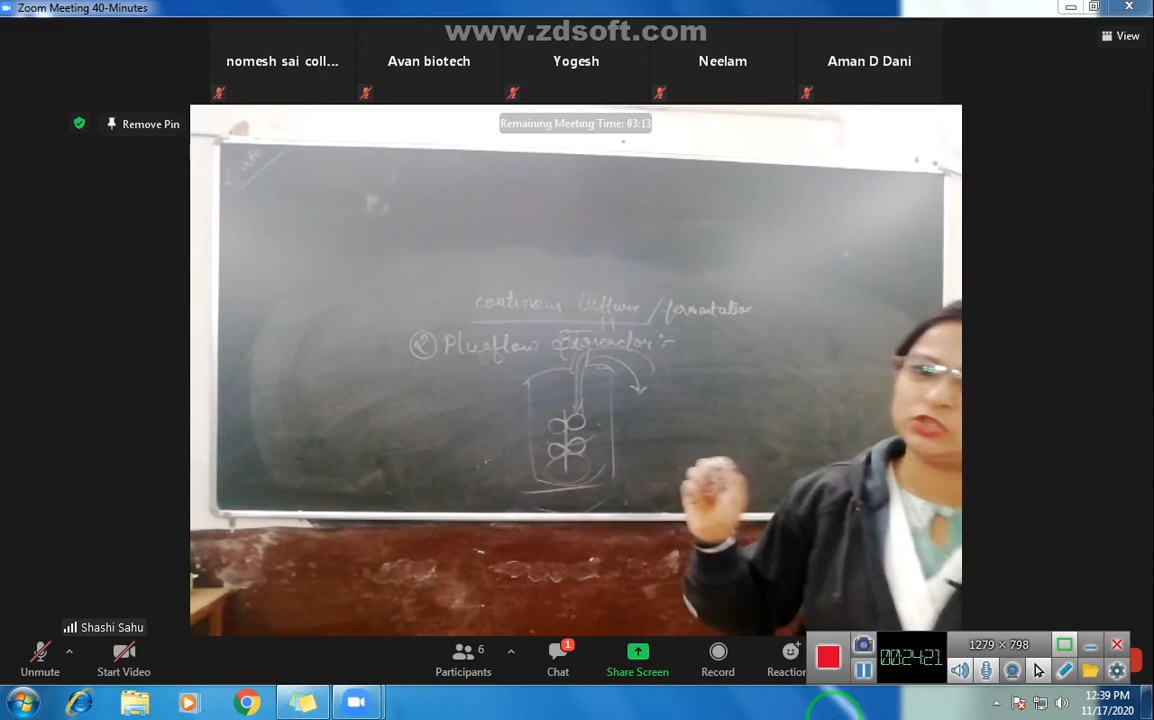 Zoom Meeting 40-Minutes
www.zdsoft.com
View
nomesh sai coll...
Avan biotech
Yogesh
Neelam
Aman D Dani
Remove Pin
Remaining Meeting Time: 03:13
/fermentation
② Plugflow Bioreactor :-
Shashi Sahu
Unmute
Start Video
6
Participants
1
Chat
Share Screen
Record
Reaction
00:24:21
1279 × 798
12:39 PM
11/17/2020